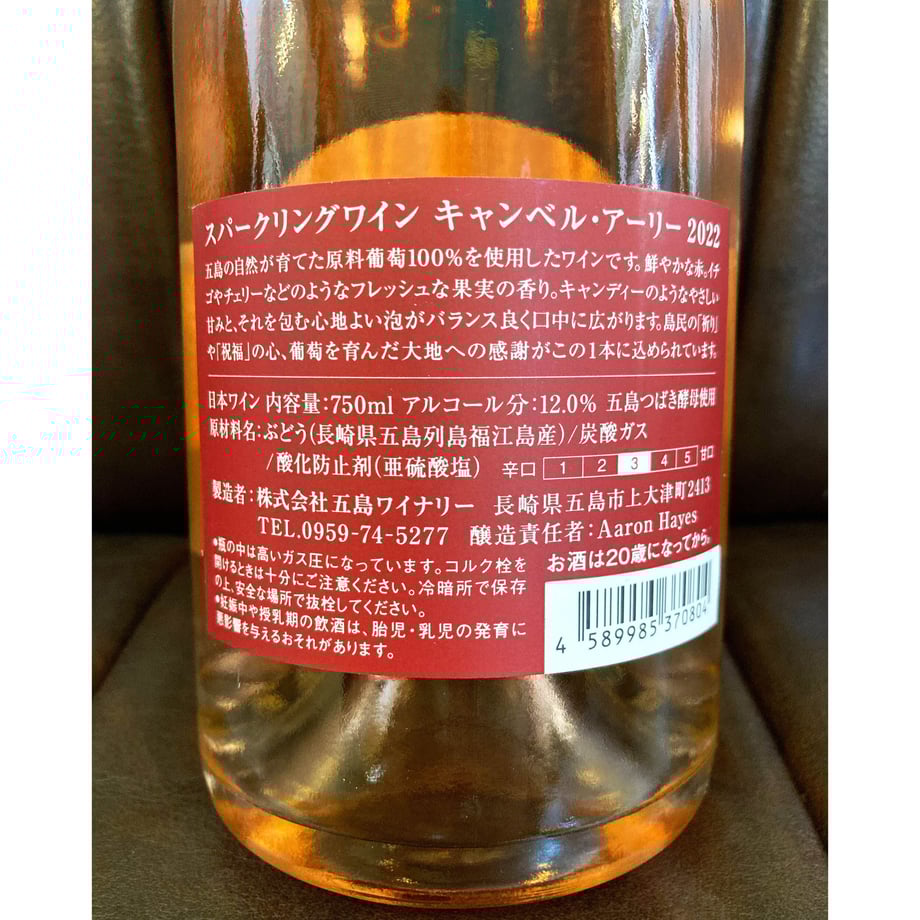 スパークリングワイン キャンベル・アーリー 2022
五島の自然が育てた原料葡萄100%を使用したワインです。鮮やかな赤。イチ
ゴやチェリーなどのようなフレッシュな果実の香り。キャンディーのようなやさしい
甘みと、それを包む心地よい泡がバランス良く口中に広がります。島民の「祈り」
や「祝福」の心、葡萄を育んだ大地への感謝がこの1本に込められています。
日本ワイン 内容量:750ml アルコール分:12.0% 五島つばき酵母使用
原材料名:ぶどう(長崎県五島列島福江島産)/炭酸ガス
/酸化防止剤(亜硫酸塩) 辛口 1 2 3 4 5 甘口
製造者:株式会社五島ワイナリー 長崎県五島市上大津町2413
TEL.0959-74-5277 醸造責任者:Aaron Hayes
●瓶の中は高いガス圧になっています。コルク栓を
開けるときは十分にご注意ください。冷暗所で保存
の上、安全な場所で抜栓してください。
●妊娠中や授乳期の飲酒は、胎児・乳児の発育に
悪影響を与えるおそれがあります。
お酒は20歳になってから。
4 589985 370804